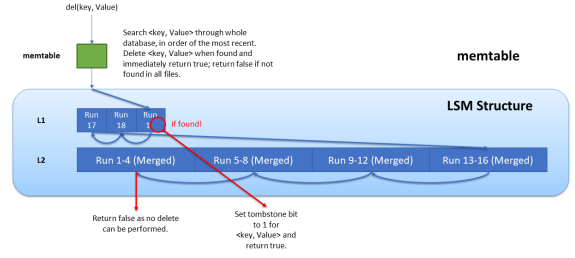 del(key, Value)
Search <key, Value> through whole
database, in order of the most recent.
Delete <key, Value> when found and
immediately return true; return false if not
found in all files.
memtable
memtable
LSM Structure
L1
Run
17
Run
18
Run
if found!
L2
Run 1-4 (Merged)
Run 5-8 (Merged)
Run 9-12 (Merged)
Run 13-16 (Merged)
Return false as no delete
can be performed.
Set tombstone bit
to 1 for
<key, Value> and
return true.